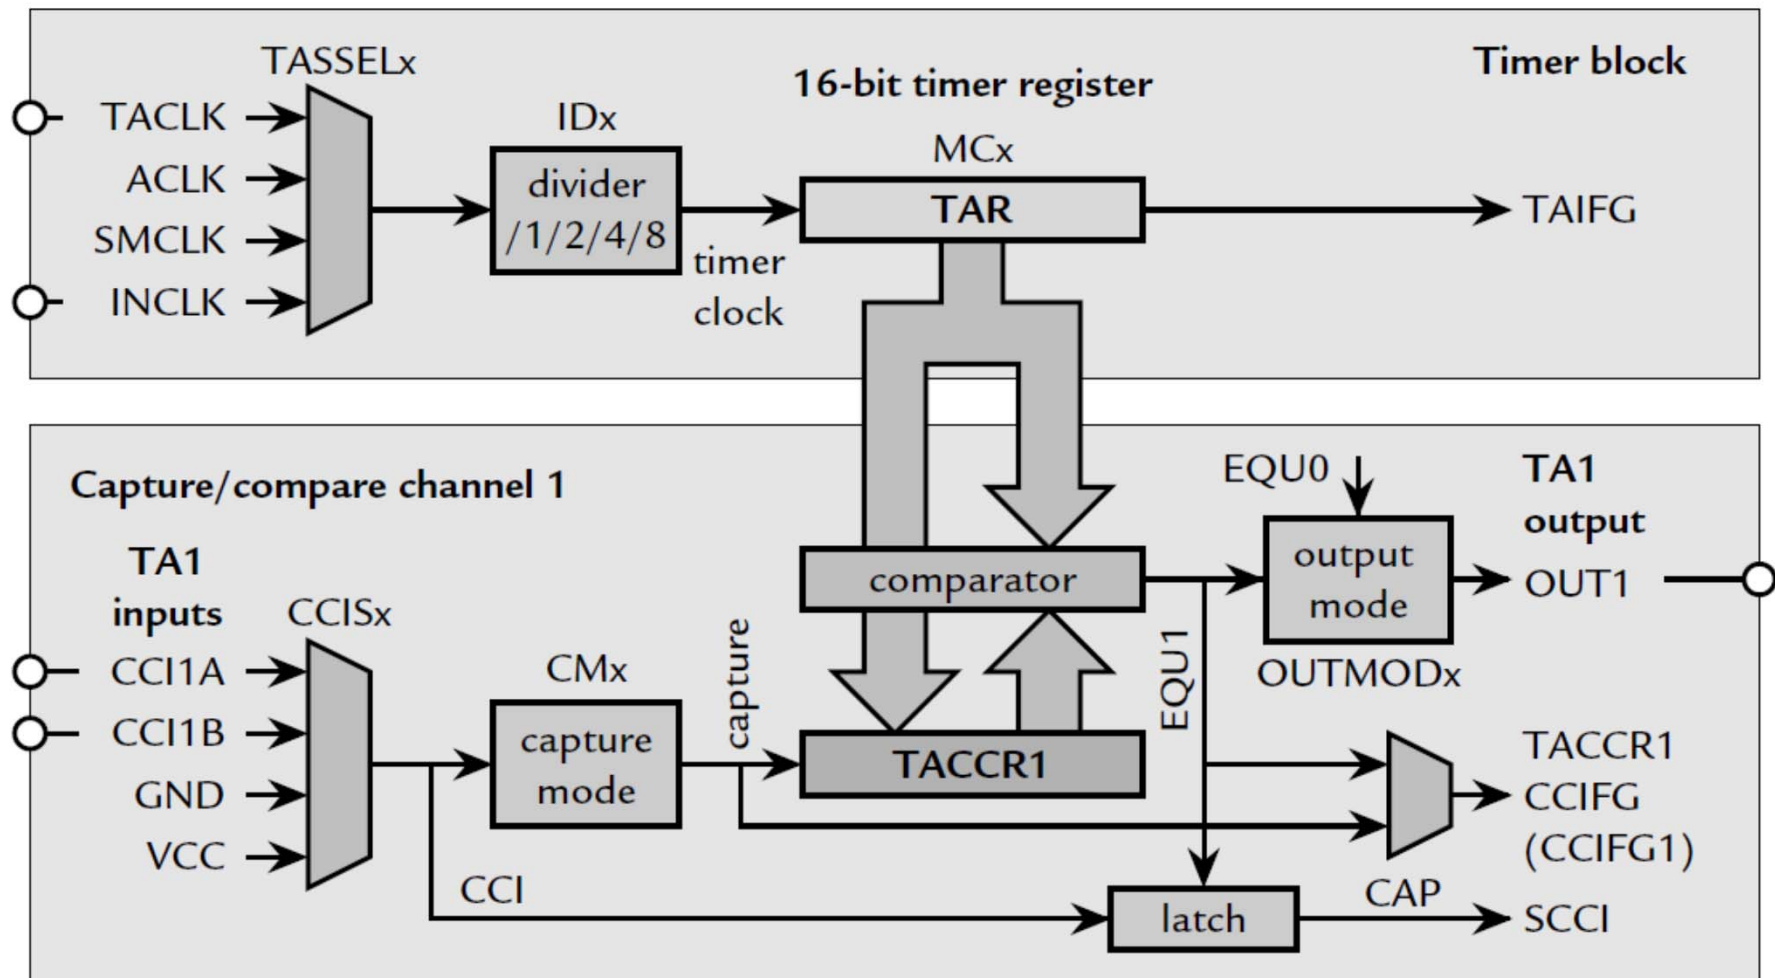 Timer block
TASSELx
TACLK
ACLK
SMCLK
INCLK
IDx
divider
/1/2/4/8
timer
clock
16-bit timer register
MCx
TAR
TAIFG
Capture/compare channel 1
TA1
inputs
CCISx
CCI1A
CCI1B
GND
VCC
CCI
CMx
capture
mode
capture
comparator
TACCR1
EQU1
EQU0
output
mode
OUTMODx
TA1
output
OUT1
TACCR1
CCIFG
(CCIFG1)
latch
CAP
SCCI